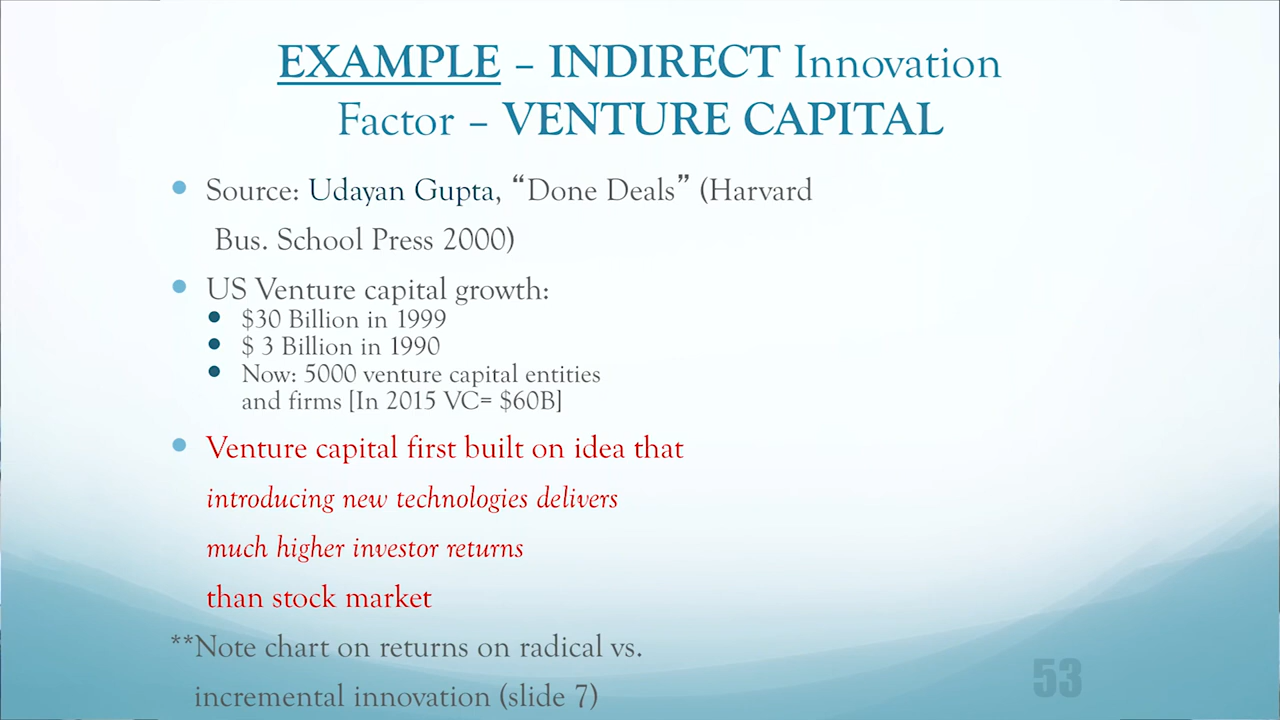 EXAMPLE – INDIRECT Innovation
Factor – VENTURE CAPITAL
• Source: Udayan Gupta, “Done Deals” (Harvard
Bus. School Press 2000)
• US Venture capital growth:
• $30 Billion in 1999
• $ 3 Billion in 1990
• Now: 5000 venture capital entities
and firms [In 2015 VC= $60B]
• Venture capital first built on idea that
introducing new technologies delivers
much higher investor returns
than stock market
**Note chart on returns on radical vs.
incremental innovation (slide 7)
53